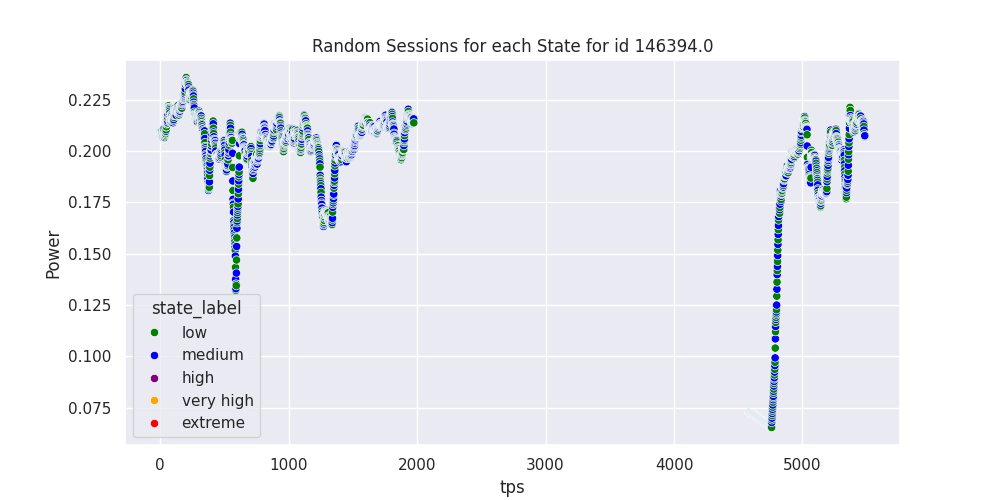 Random Sessions for each State for id 146394.0
Power
0.225
0.200
0.175
0.150
0.125
0.100
0.075
state_label
low
medium
high
very high
extreme
0 1000 2000 3000 4000 5000
tps